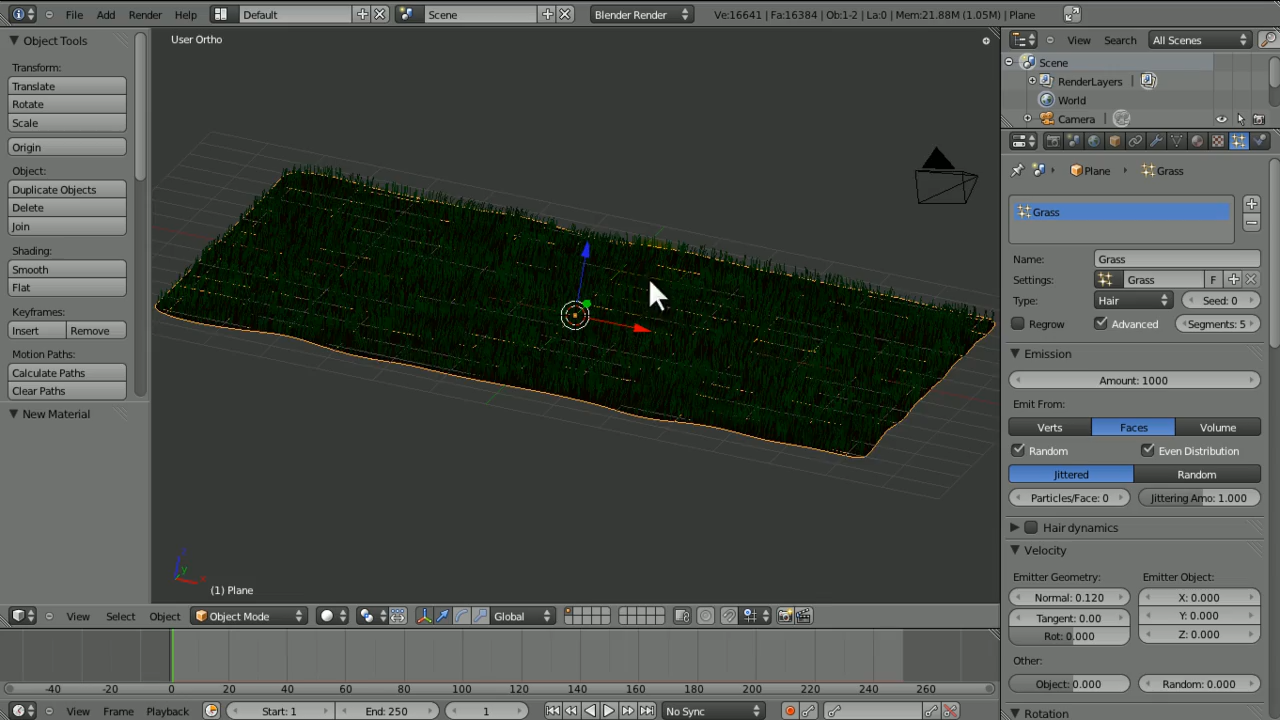 File Add Render Help Default Scene Blender Render Ve:16641 | Fa:16384 | Ob:1-2 | La:0 | Mem:21.88M (1.05M) | Plane
Object Tools
Transform:
Translate
Rotate
Scale
Origin
Object:
Duplicate Objects
Delete
Join
Shading:
Smooth
Flat
Keyframes:
Insert Remove
Motion Paths:
Calculate Paths
Clear Paths
New Material
User Ortho
z
y
x
(1) Plane
View Select Object Object Mode Global
View Search All Scenes
Scene
RenderLayers |
World
Camera |
Plane Grass
Grass
Name: Grass
Settings: Grass F
Type: Hair Seed: 0
Regrow Advanced Segments: 5
Emission
Amount: 1000
Emit From:
Verts Faces Volume
Random Even Distribution
Jittered Random
Particles/Face: 0 Jittering Amo: 1.000
Hair dynamics
Velocity
Emitter Geometry: Emitter Object:
Normal: 0.120 X: 0.000
Tangent: 0.00 Y: 0.000
Rot: 0.000 Z: 0.000
Other:
Object: 0.000 Random: 0.000
Rotation
-40 -20 0 20 40 60 80 100 120 140 160 180 200 220 240 260
View Frame Playback Start: 1 End: 250 1 No Sync